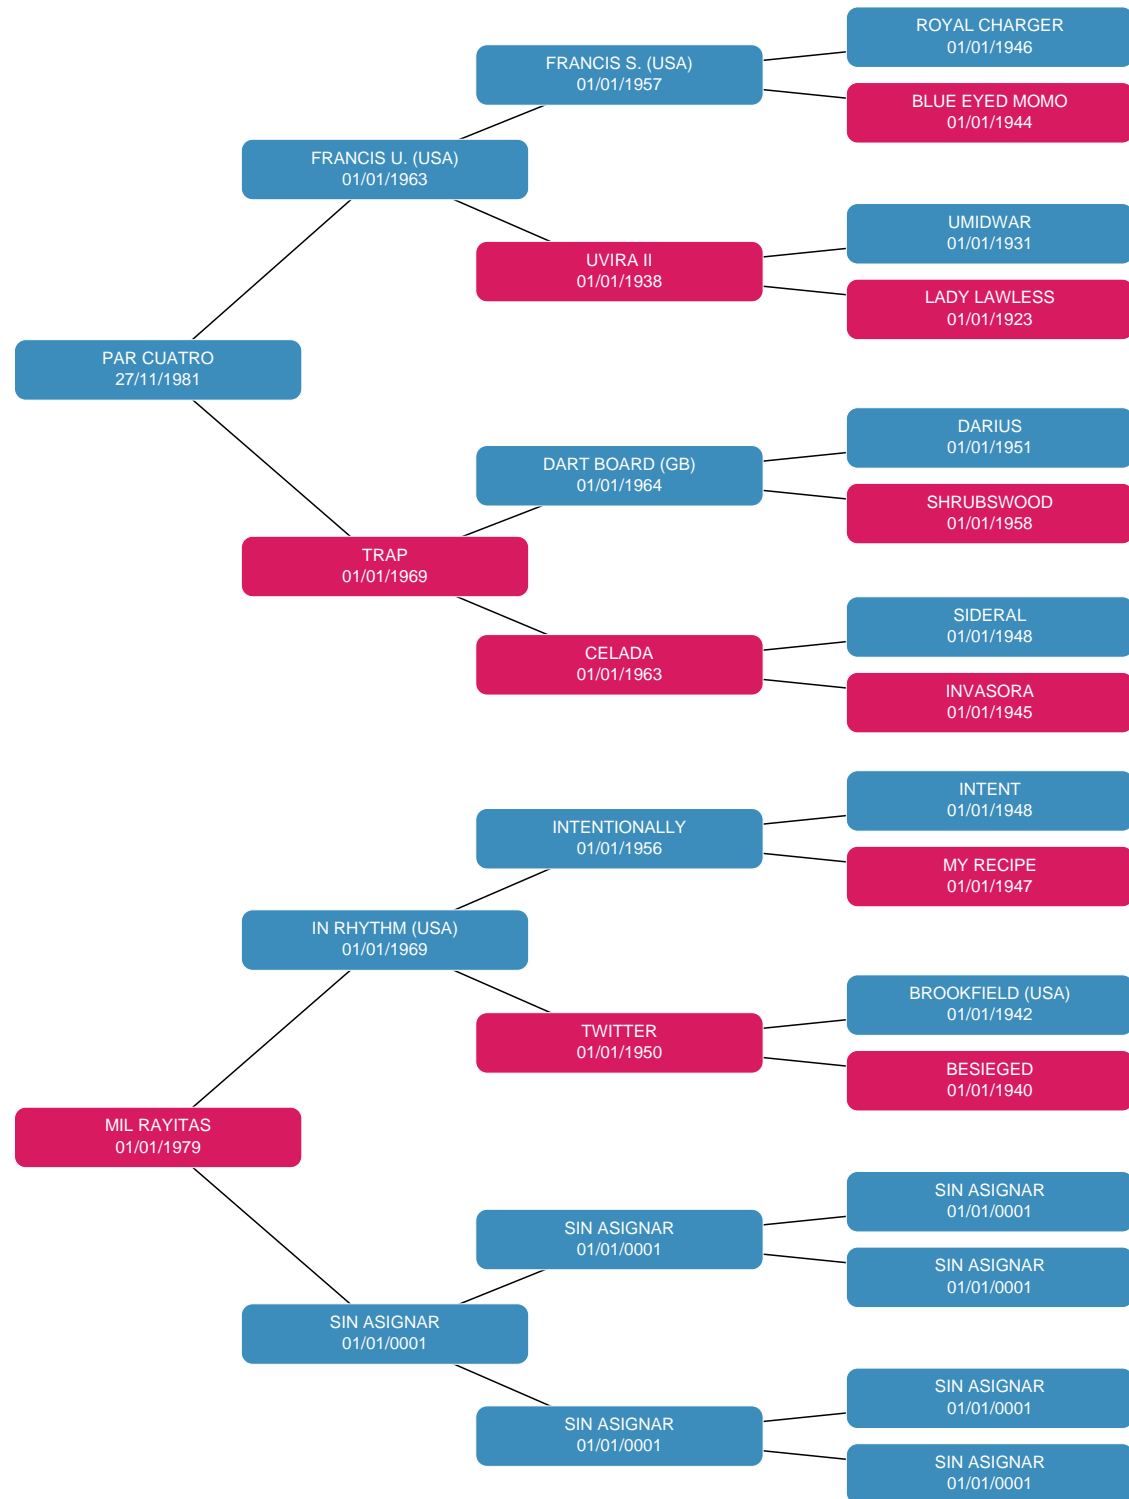 ROYAL CHARGER
01/01/1946
FRANCIS S. (USA)
01/01/1957
BLUE EYED MOMO
01/01/1944
FRANCIS U. (USA)
01/01/1963
UMIDWAR
01/01/1931
UVIRA II
01/01/1938
LADY LAWLESS
01/01/1923
PAR CUATRO
27/11/1981
DARIUS
01/01/1951
DART BOARD (GB)
01/01/1964
SHRUBSWOOD
01/01/1958
TRAP
01/01/1969
SIDERAL
01/01/1948
CELADA
01/01/1963
INVASORA
01/01/1945
INTENT
01/01/1948
INTENTIONALLY
01/01/1956
MY RECIPE
01/01/1947
IN RHYTHM (USA)
01/01/1969
BROOKFIELD (USA)
01/01/1942
TWITTER
01/01/1950
BESIEGED
01/01/1940
MIL RAYITAS
01/01/1979
SIN ASIGNAR
01/01/0001
SIN ASIGNAR
01/01/0001
SIN ASIGNAR
01/01/0001
SIN ASIGNAR
01/01/0001
SIN ASIGNAR
01/01/0001
SIN ASIGNAR
01/01/0001
SIN ASIGNAR
01/01/0001